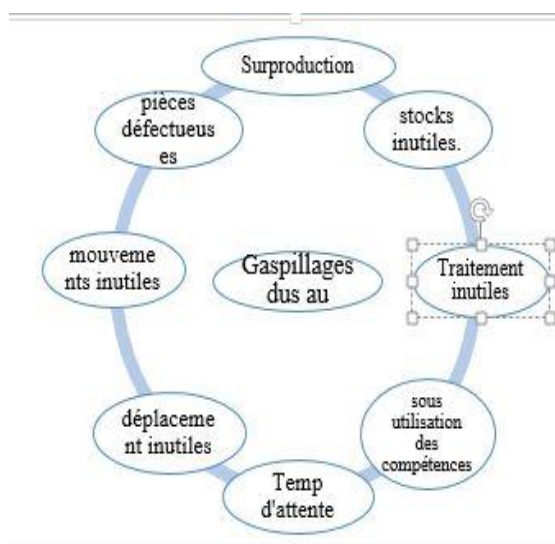 Surproduction
stocks
inutiles.
Traitement
inutiles
sous
utilisation
des
compétences
Temp
d'attente
déplaceme
nt inutiles
mouveme
nts inutiles
pièces
défectueus
es
Gaspillages
dus au